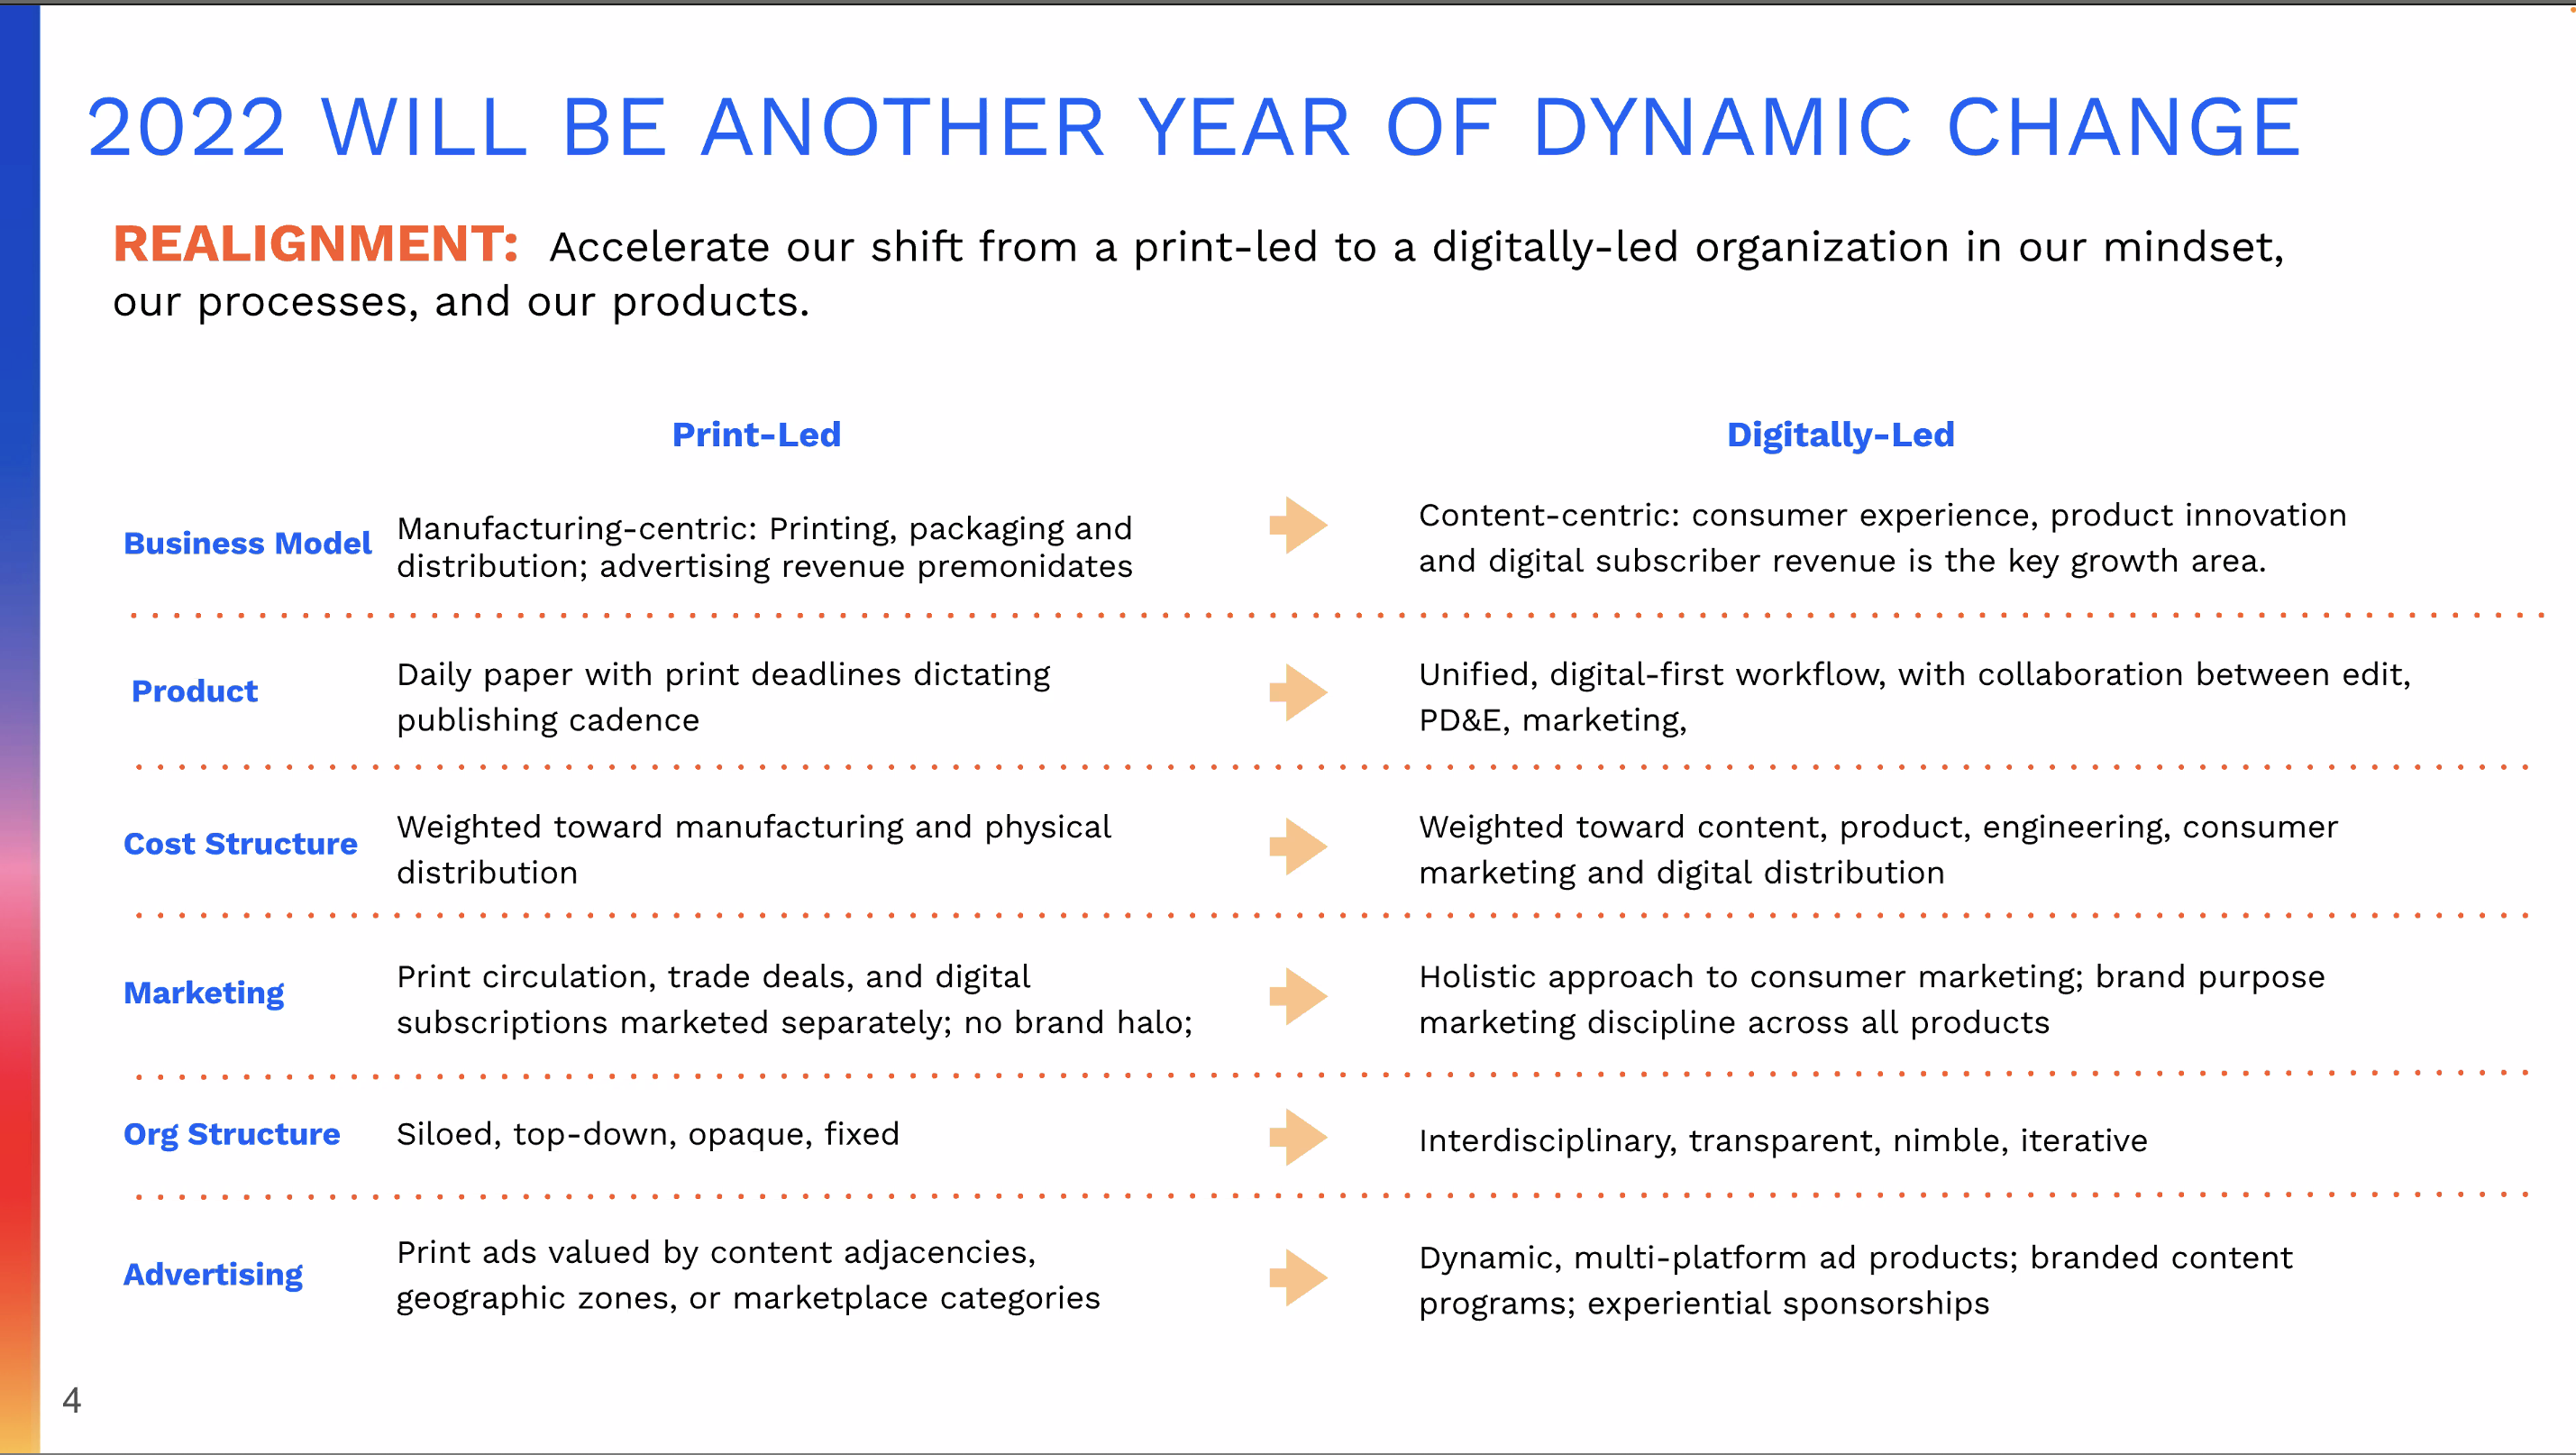 2022 WILL BE ANOTHER YEAR OF DYNAMIC CHANGE
REALIGNMENT: Accelerate our shift from a print-led to a digitally-led organization in our mindset,
our processes, and our products.
Print-Led
Digitally-Led
Business Model
Manufacturing-centric: Printing, packaging and
distribution; advertising revenue premonidates
Content-centric: consumer experience, product innovation
and digital subscriber revenue is the key growth area.
Product
Daily paper with print deadlines dictating
publishing cadence
Unified, digital-first workflow, with collaboration between edit,
PD&E, marketing,
Cost Structure
Weighted toward manufacturing and physical
distribution
Weighted toward content, product, engineering, consumer
marketing and digital distribution
Marketing
Print circulation, trade deals, and digital
subscriptions marketed separately; no brand halo;
Holistic approach to consumer marketing; brand purpose
marketing discipline across all products
Org Structure
Siloed, top-down, opaque, fixed
Interdisciplinary, transparent, nimble, iterative
Advertising
Print ads valued by content adjacencies,
geographic zones, or marketplace categories
Dynamic, multi-platform ad products; branded content
programs; experiential sponsorships
4